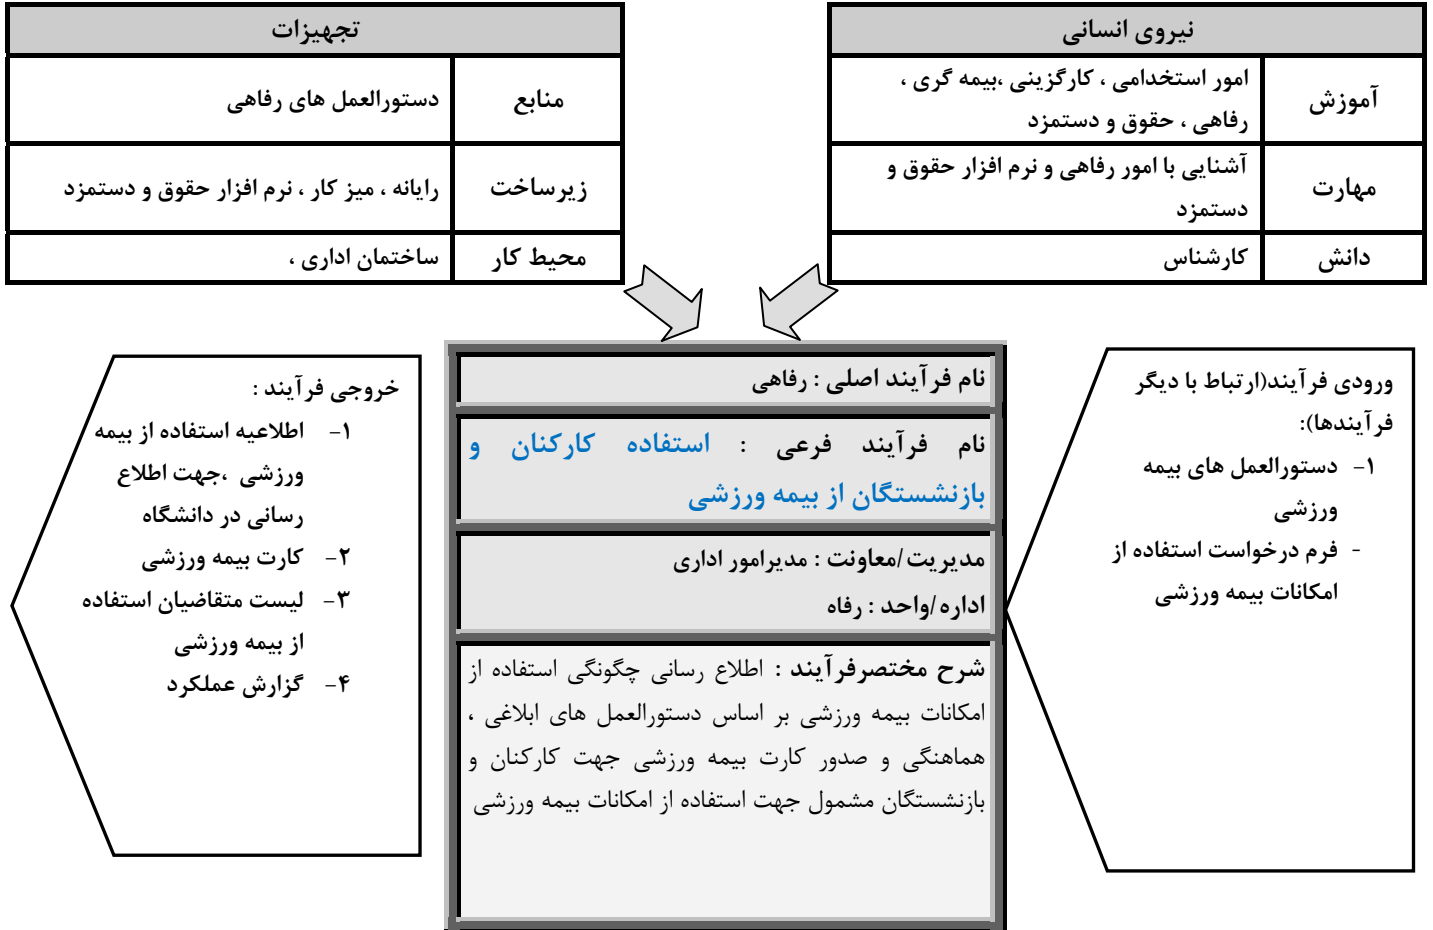 نیروی انسانی
آموزش
امور استخدامی ، کارگزینی ،بیمه گری ،
رفاهی ، حقوق و دستمزد
مهارت
آشنایی با امور رفاهی و نرم افزار حقوق و
دستمزد
دانش
کارشناس
تجهیزات
منابع
دستورالعمل های رفاهی
زیرساخت
رایانه ، میز کار ، نرم افزار حقوق و دستمزد
محیط کار
ساختمان اداری ،
ورودی فرآیند(ارتباط با دیگر
فرآیندها):
۱- دستورالعمل های بیمه
ورزشی
- فرم درخواست استفاده از
امکانات بیمه ورزشی
نام فرآیند اصلی : رفاهی
نام فرآیند فرعی : استفاده کارکنان و
بازنشستگان از بیمه ورزشی
مدیریت/معاونت : مدیرامور اداری
اداره/واحد : رفاه
شرح مختصرفرآیند : اطلاع رسانی چگونگی استفاده از
امکانات بیمه ورزشی بر اساس دستورالعمل های ابلاغی ،
هماهنگی و صدور کارت بیمه ورزشی جهت کارکنان و
بازنشستگان مشمول جهت استفاده از امکانات بیمه ورزشی
خروجی فرآیند :
۱- اطلاعیه استفاده از بیمه
ورزشی ،جهت اطلاع
رسانی در دانشگاه
۲- کارت بیمه ورزشی
۳- لیست متقاضیان استفاده
از بیمه ورزشی
۴- گزارش عملکرد